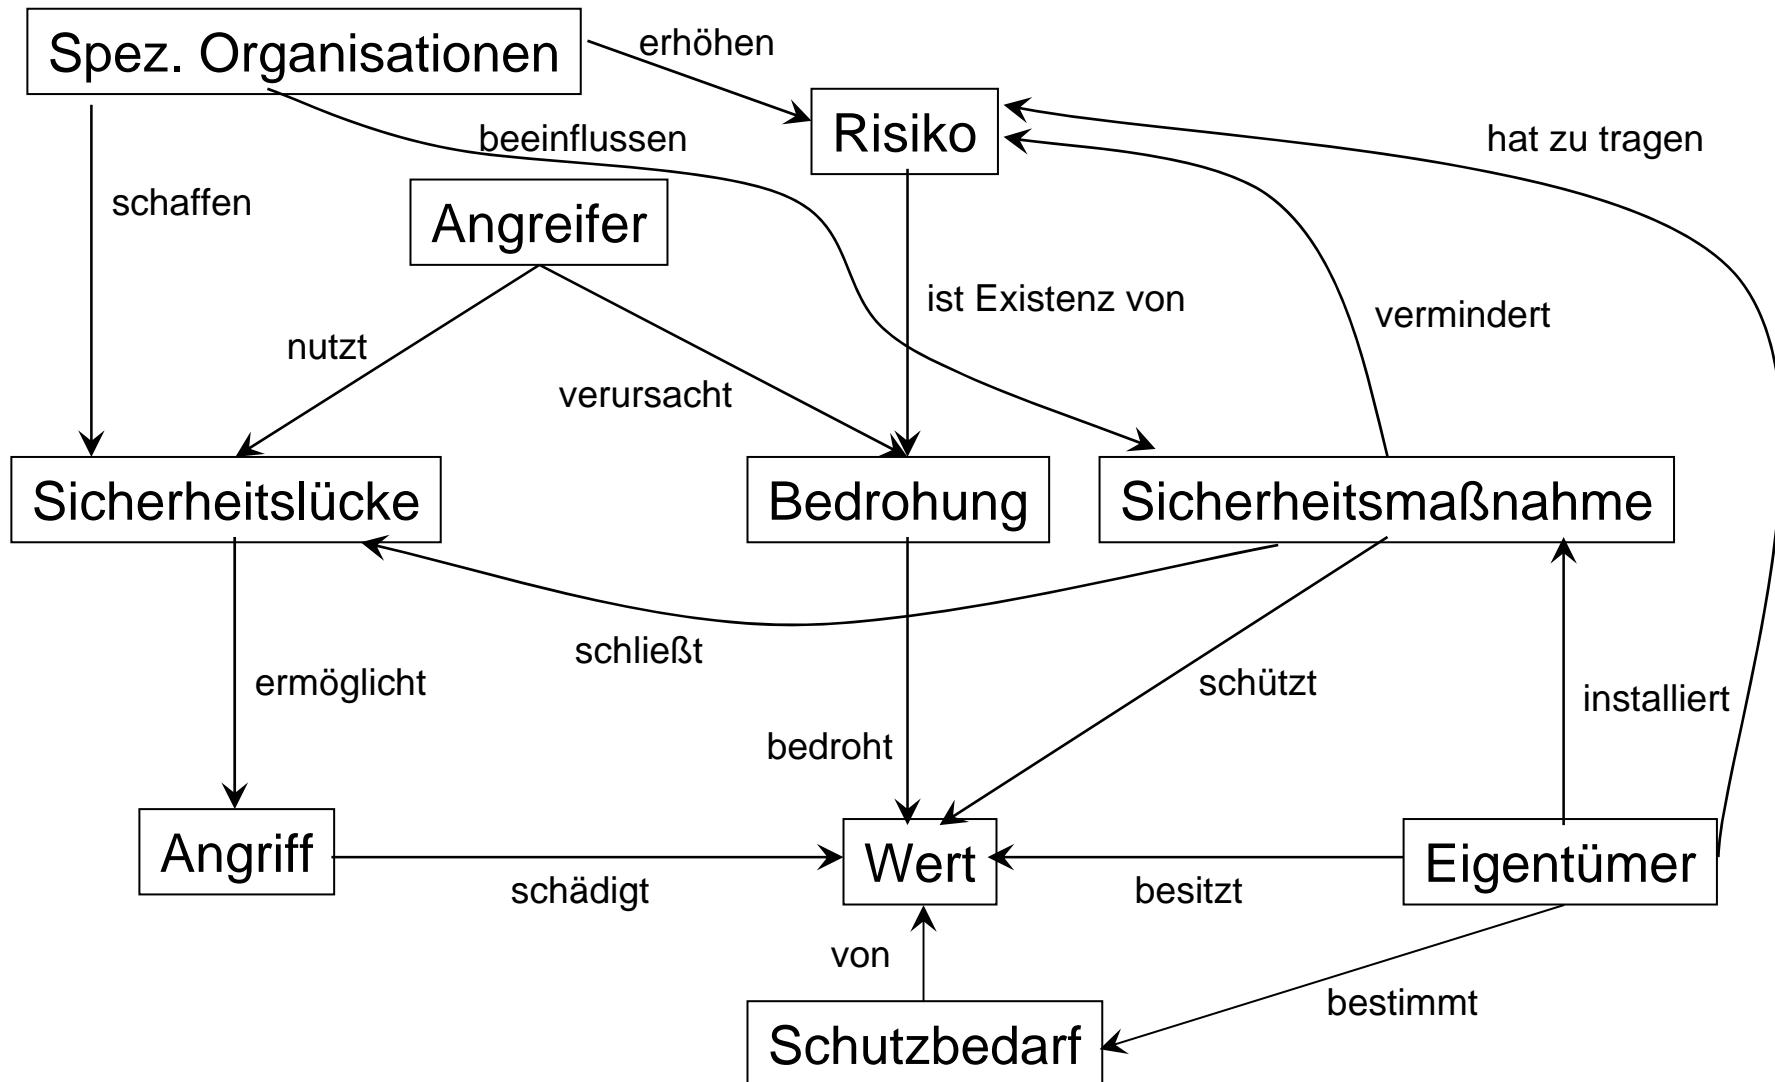 Spez. Organisationen
erhöhen
Risiko
beeinflussen
hat zu tragen
schaffen
Angreifer
ist Existenz von
vermindert
nutzt
verursacht
Sicherheitslücke
Bedrohung
Sicherheitsmaßnahme
schließt
ermöglicht
schützt
installiert
bedroht
Angriff
Wert
Eigentümer
schädigt
besitzt
von
bestimmt
Schutzbedarf